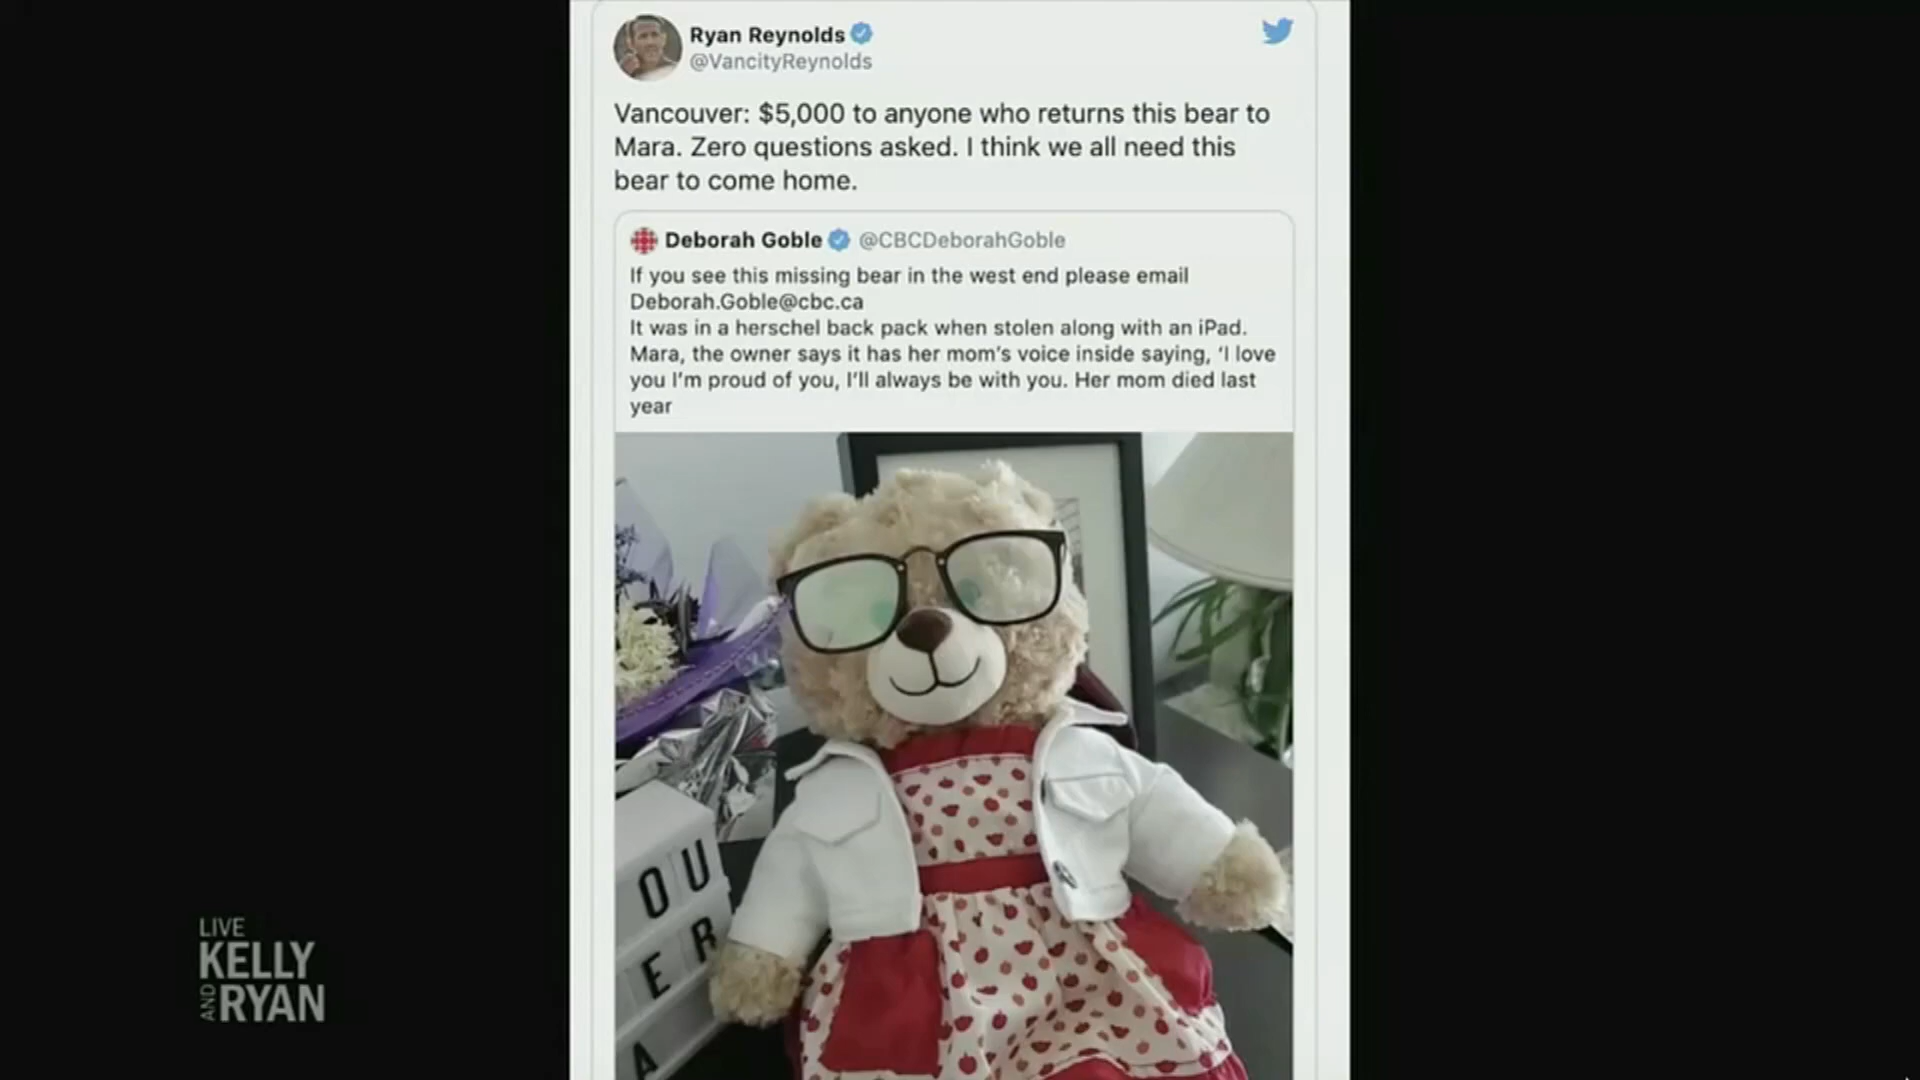 Ryan Reynolds
@VancityReynolds
Vancouver: $5,000 to anyone who returns this bear to
Mara. Zero questions asked. I think we all need this
bear to come home.
Deborah Goble @CBCDeborahGoble
If you see this missing bear in the west end please email
Deborah.Goble@cbc.ca
It was in a herschel back pack when stolen along with an iPad.
Mara, the owner says it has her mom's voice inside saying, 'I love
you I'm proud of you, I'll always be with you. Her mom died last
year
OU
ER
A
LIVE
KELLY
AND RYAN